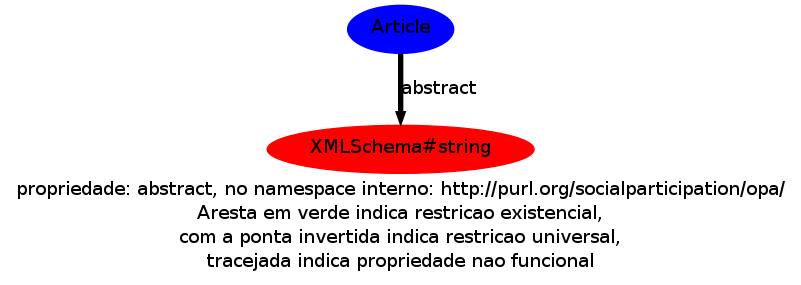 Article
abstract
XMLSchema#string
propriedade: abstract, no namespace interno: http://purl.org/socialparticipation/opa/
Aresta em verde indica restricao existencial,
com a ponta invertida indica restricao universal,
tracejada indica propriedade nao funcional